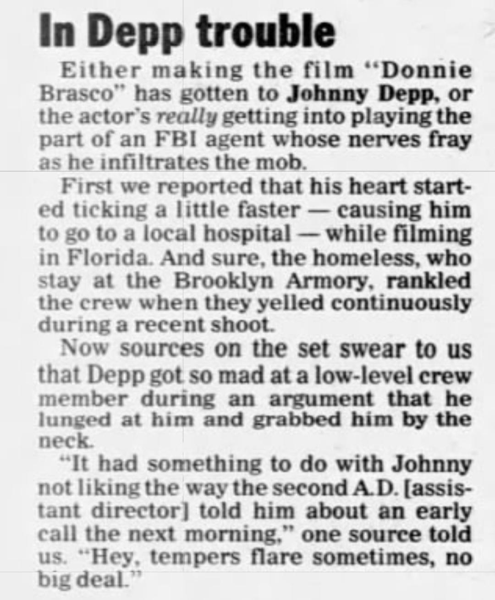 In Depp trouble
Either making the film “Donnie
Brasco” has gotten to Johnny Depp, or
the actor’s really getting into playing the
part of an FBI agent whose nerves fray
as he infiltrates the mob.
First we reported that his heart start-
ed ticking a little faster — causing him
to go to a local hospital — while filming
in Florida. And sure, the homeless, who
stay at the Brooklyn Armory, rankled
the crew when they yelled continuously
during a recent shoot.
Now sources on the set swear to us
that Depp got so mad at a low-level crew
member during an argument that he
lunged at him and grabbed him by the
neck.
“It had something to do with Johnny
not liking the way the second A.D. [assis-
tant director] told him about an early
call the next morning,” one source told
us. “Hey, tempers flare sometimes, no
big deal.”